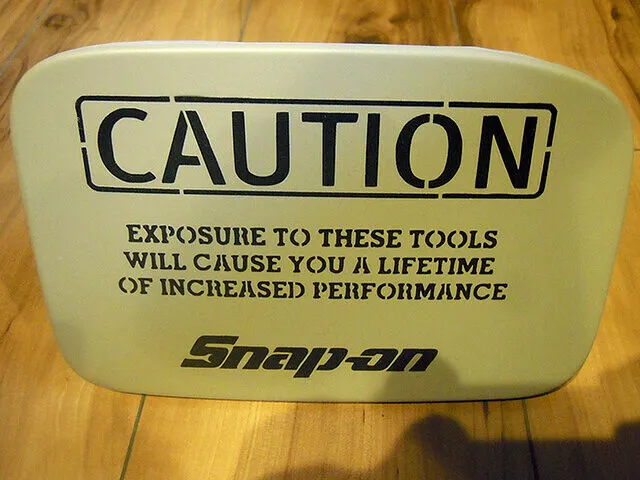 CAUTION
EXPOSURE TO THESE TOOLS
WILL CAUSE YOU A LIFETIME
OF INCREASED PERFORMANCE
Snap-on